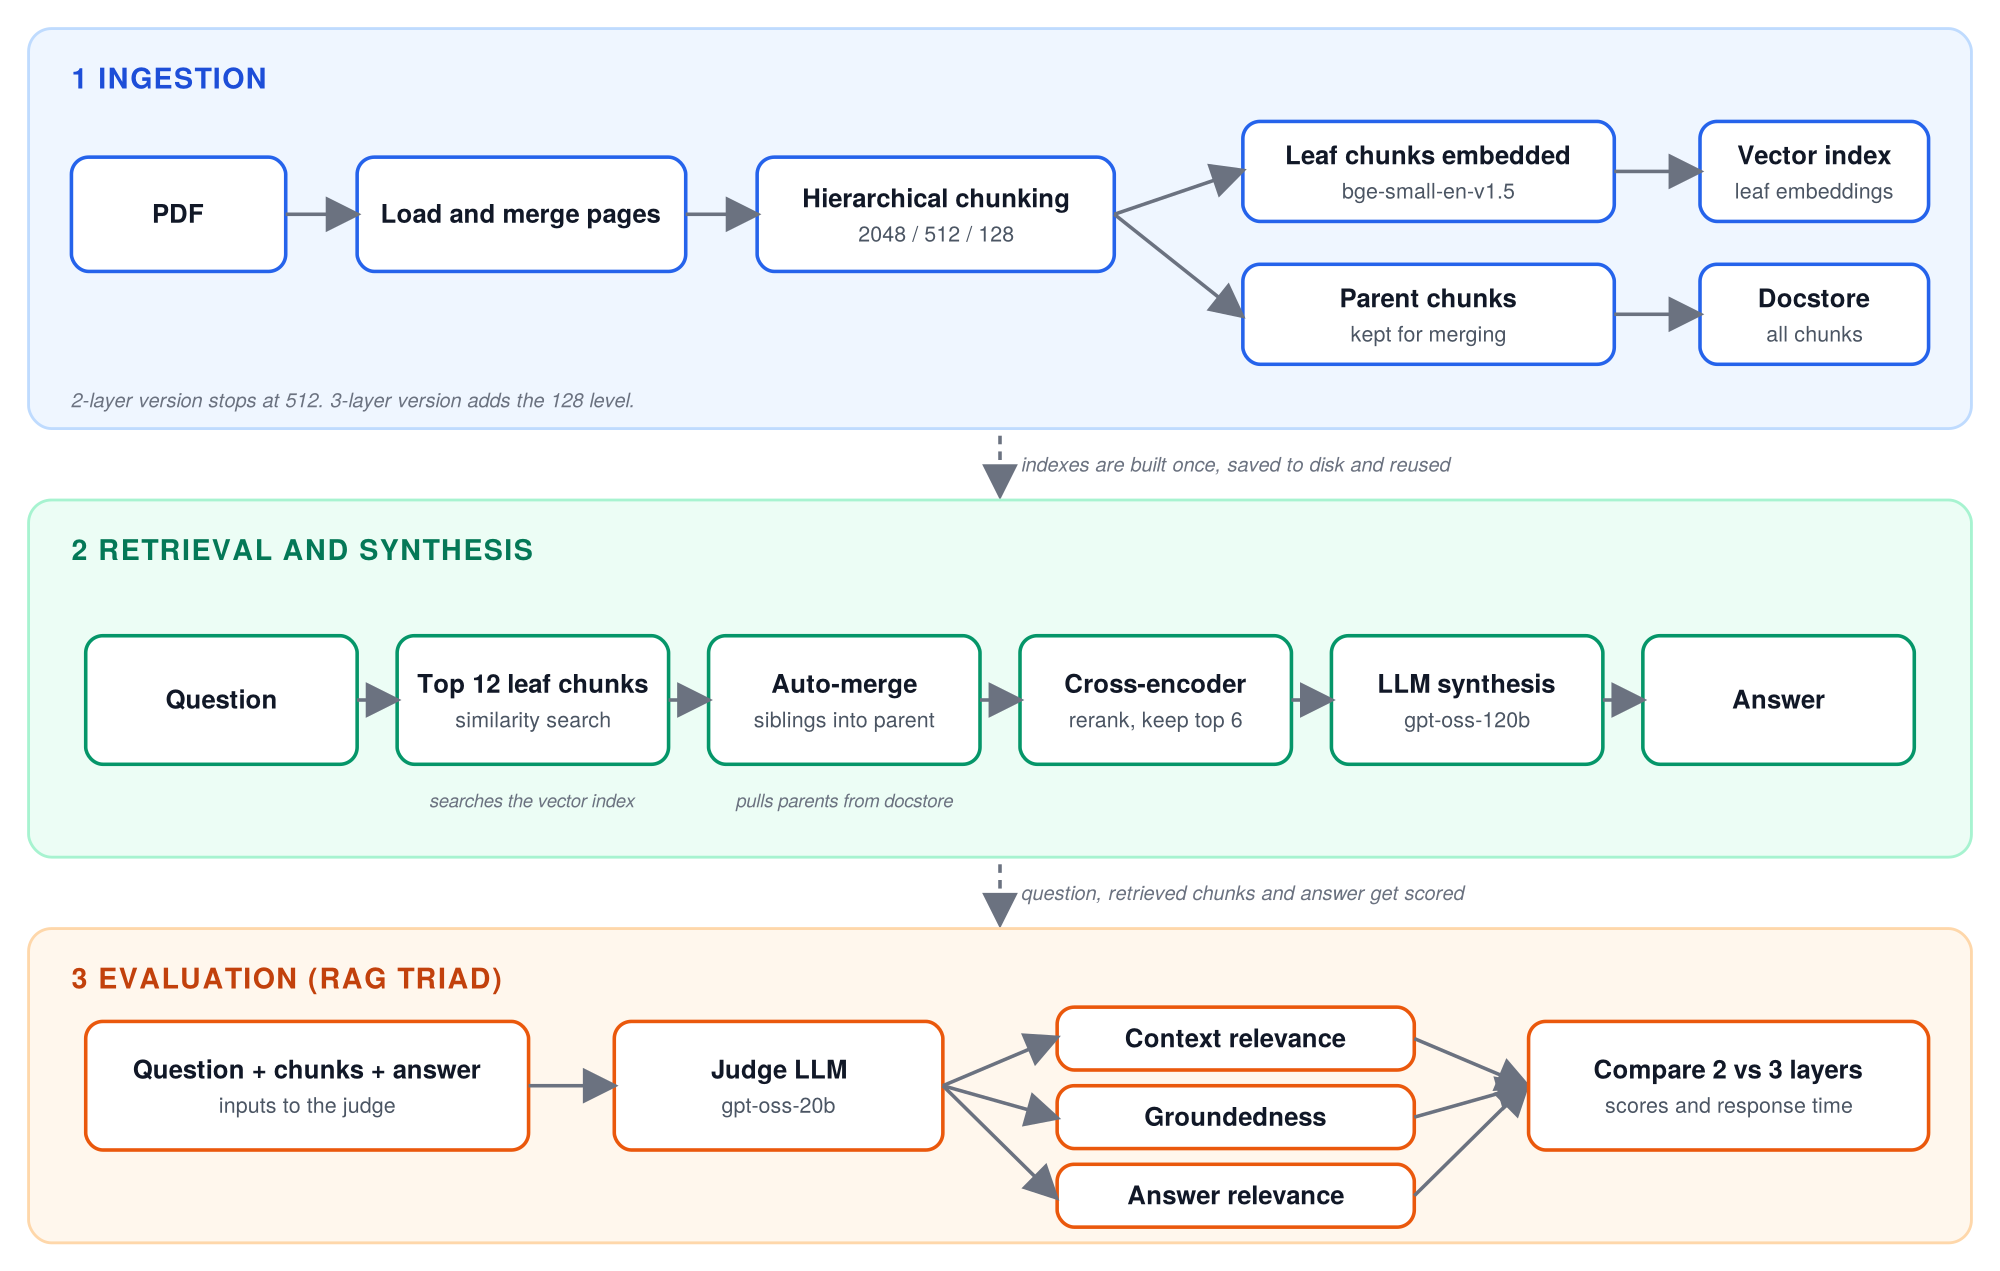 1 INGESTION
PDF
Load and merge pages
Hierarchical chunking
2048 / 512 / 128
Leaf chunks embedded
bge-small-en-v1.5
Vector index
leaf embeddings
Parent chunks
kept for merging
Docstore
all chunks
2-layer version stops at 512. 3-layer version adds the 128 level.
indexes are built once, saved to disk and reused
2 RETRIEVAL AND SYNTHESIS
Question
Top 12 leaf chunks
similarity search
searches the vector index
Auto-merge
siblings into parent
pulls parents from docstore
Cross-encoder
rerank, keep top 6
LLM synthesis
gpt-oss-120b
Answer
question, retrieved chunks and answer get scored
3 EVALUATION (RAG TRIAD)
Question + chunks + answer
inputs to the judge
Judge LLM
gpt-oss-20b
Context relevance
Groundedness
Answer relevance
Compare 2 vs 3 layers
scores and response time